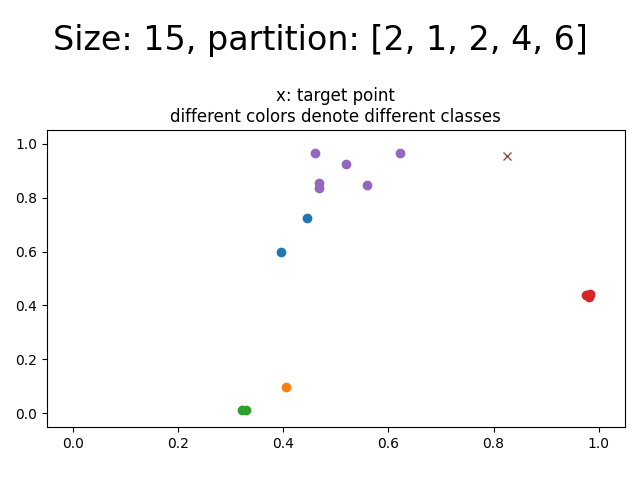 Size: 15, partition: [2, 1, 2, 4, 6]
x: target point
different colors denote different classes
1.0
0.8
0.6
0.4
0.2
0.0
0.0 0.2 0.4 0.6 0.8 1.0